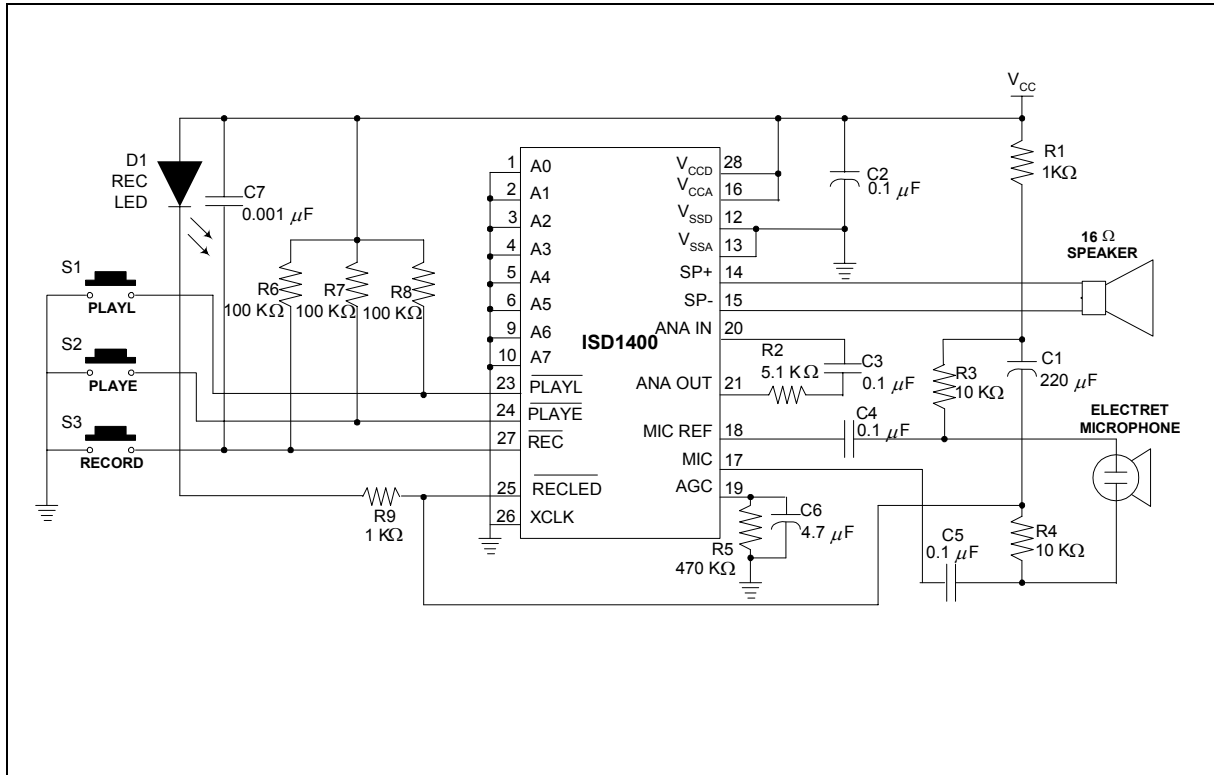 V_CC
D1
REC
LED
C7
0.001 μF
S1
PLAYL
S2
PLAYE
S3
RECORD
R6
100 KΩ
R7
100 KΩ
R8
100 KΩ
R9
1 KΩ
ISD1400
1 A0
2 A1
3 A2
4 A3
5 A4
6 A5
9 A6
10 A7
23 PLAYL
24 PLAYE
27 REC
25 RECLED
26 XCLK
V_CCD 28
V_CCA 16
V_SSD 12
V_SSA 13
SP+ 14
SP- 15
ANA IN 20
ANA OUT 21
MIC REF 18
MIC 17
AGC 19
C2
0.1 μF
R1
1KΩ
16 Ω
SPEAKER
R2
5.1 KΩ
C3
0.1 μF
R3
10 KΩ
C1
220 μF
C4
0.1 μF
ELECTRET
MICROPHONE
C6
4.7 μF
R5
470 KΩ
C5
0.1 μF
R4
10 KΩ